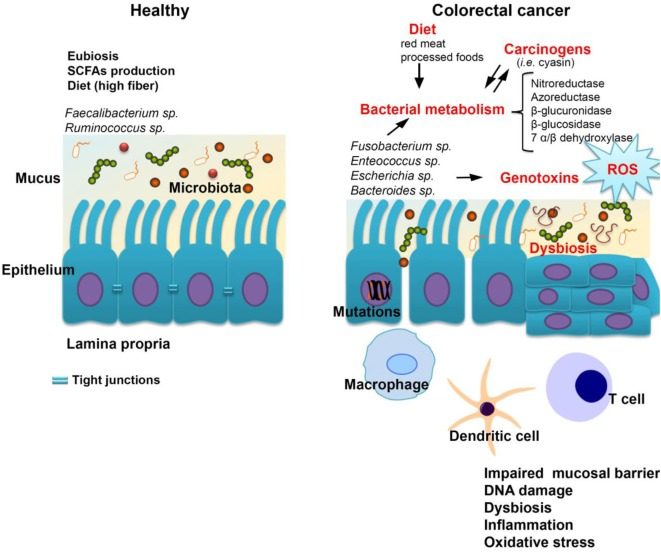 Healthy
Eubiosis
SCFAs production
Diet (high fiber)
Faecalibacterium sp.
Ruminococcus sp.
Mucus
Microbiota
Epithelium
Lamina propria
Tight junctions
Colorectal cancer
Diet
red meat
processed foods
Carcinogens
(i.e. cyasin)
Bacterial metabolism
Nitroreductase
Azoreductase
β-glucuronidase
β-glucosidase
7 α/β dehydroxylase
Fusobacterium sp.
Enteococcus sp.
Escherichia sp.
Bacteroides sp.
Genotoxins
ROS
Dysbiosis
Mutations
Macrophage
Dendritic cell
T cell
Impaired mucosal barrier
DNA damage
Dysbiosis
Inflammation
Oxidative stress